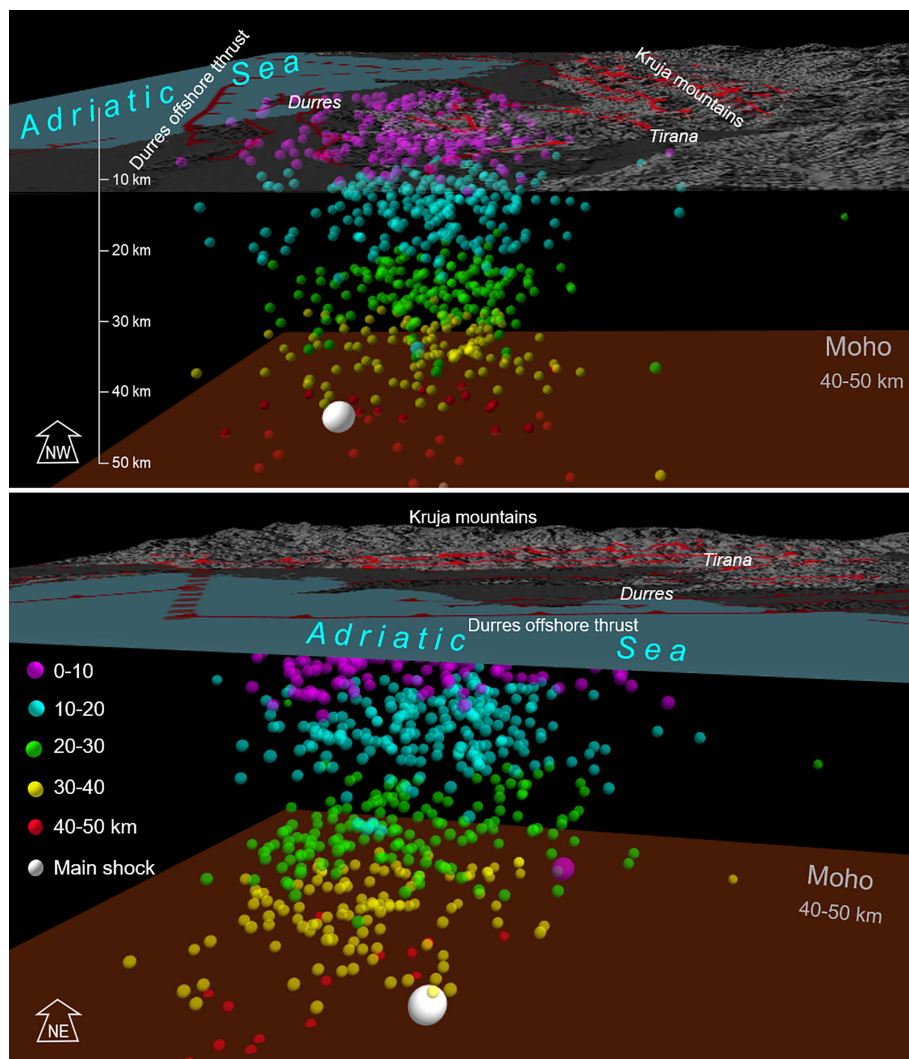 Adriatic Sea
Durres offshore tthrust
Durres
Kruja mountains
Tirana
10 km
20 km
30 km
40 km
50 km
Moho
40-50 km
NW
Kruja mountains
Tirana
Durres
Durres offshore thrust
Adriatic Sea
0-10
10-20
20-30
30-40
40-50 km
Main shock
Moho
40-50 km
NE